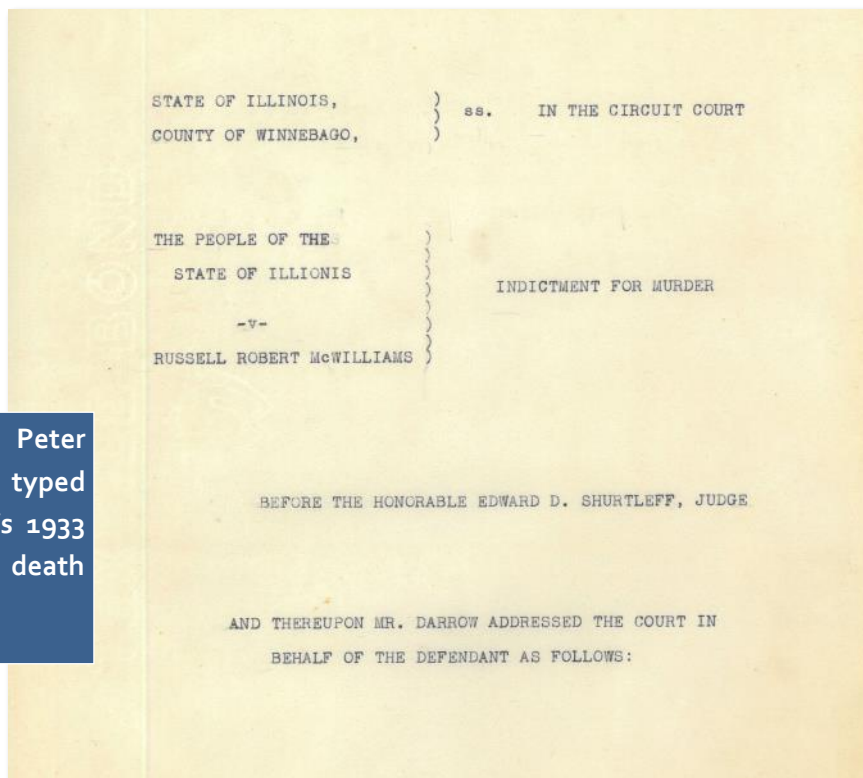 STATE OF ILLINOIS,
COUNTY OF WINNEBAGO,
) ss. IN THE CIRCUIT COURT
THE PEOPLE OF THE
STATE OF ILLIONIS
-v-
RUSSELL ROBERT McWILLIAMS
) INDICTMENT FOR MURDER
Peter
typed
's 1933
death
BEFORE THE HONORABLE EDWARD D. SHURTLEFF, JUDGE
AND THEREUPON MR. DARROW ADDRESSED THE COURT IN
BEHALF OF THE DEFENDANT AS FOLLOWS: